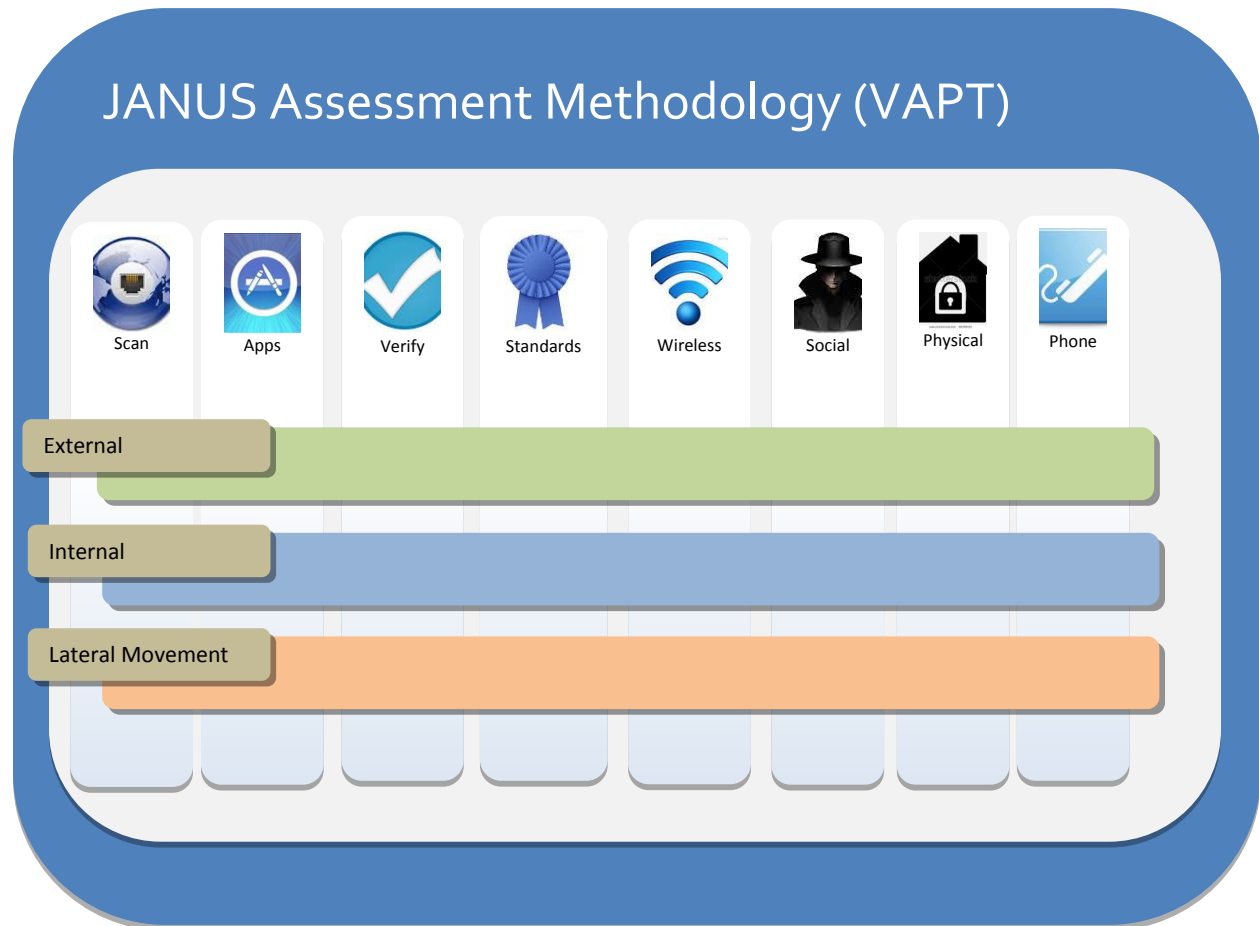 JANUS Assessment Methodology (VAPT)
Scan
Apps
Verify
Standards
Wireless
Social
Physical
Phone
External
Internal
Lateral Movement